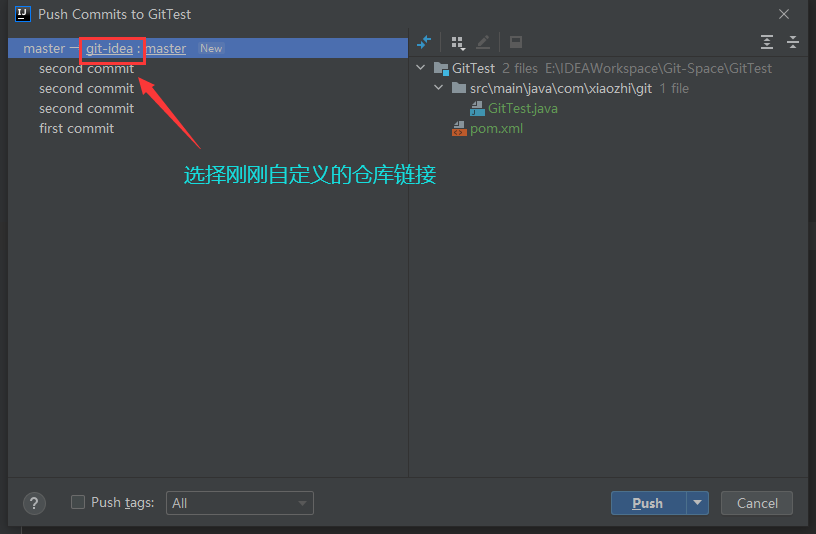 Push Commits to GitTest
master — git-idea : master New
second commit
second commit
second commit
first commit
选择刚刚自定义的仓库链接
GitTest 2 files E:\IDEAWorkspace\Git-Space\GitTest
src\main\java\com\xiaozhi\git 1 file
GitTest.java
pom.xml
? Push tags: All Push Cancel